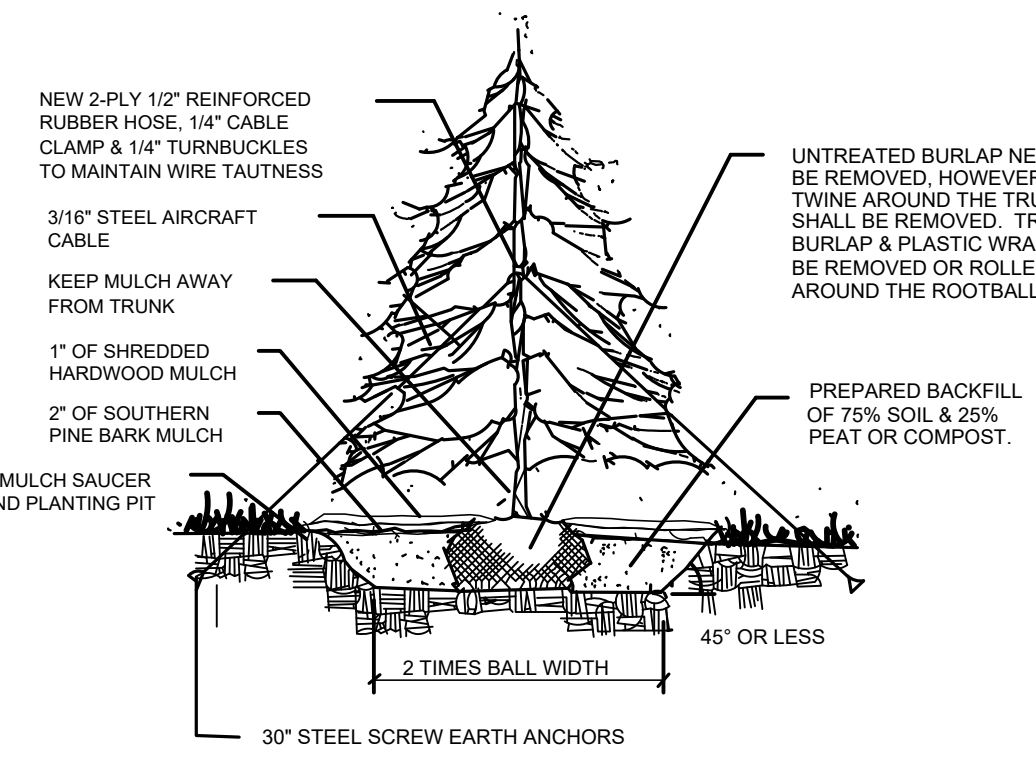 NEW 2-PLY 1/2" REINFORCED
RUBBER HOSE, 1/4" CABLE
CLAMP & 1/4" TURNBUCKLES
TO MAINTAIN WIRE TAUTNESS
3/16" STEEL AIRCRAFT
CABLE
KEEP MULCH AWAY
FROM TRUNK
1" OF SHREDDED
HARDWOOD MULCH
2" OF SOUTHERN
PINE BARK MULCH
MULCH SAUCER
PLANTING PIT
UNTREATED BURLAP
BE REMOVED, HOWEVER
TWINE AROUND THE
SHALL BE REMOVED.
BURLAP & PLASTIC
BE REMOVED OR
AROUND THE ROOTBALL
PREPARED BACKFILL
OF 75% SOIL & 25%
PEAT OR COMPOST.
45° OR LESS
2 TIMES BALL WIDTH
30" STEEL SCREW EARTH ANCHORS